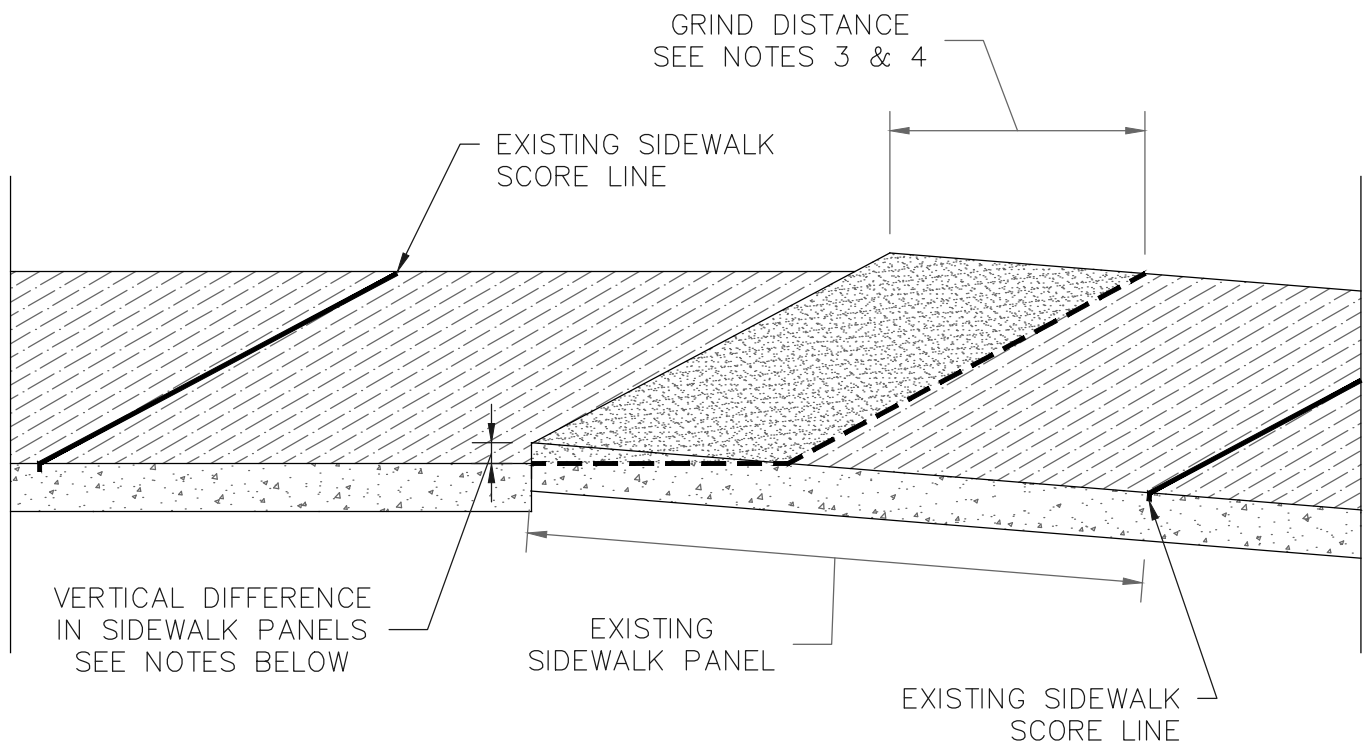 GRIND DISTANCE
SEE NOTES 3 & 4
EXISTING SIDEWALK
SCORE LINE
VERTICAL DIFFERENCE
IN SIDEWALK PANELS
SEE NOTES BELOW
EXISTING
SIDEWALK PANEL
EXISTING SIDEWALK
SCORE LINE